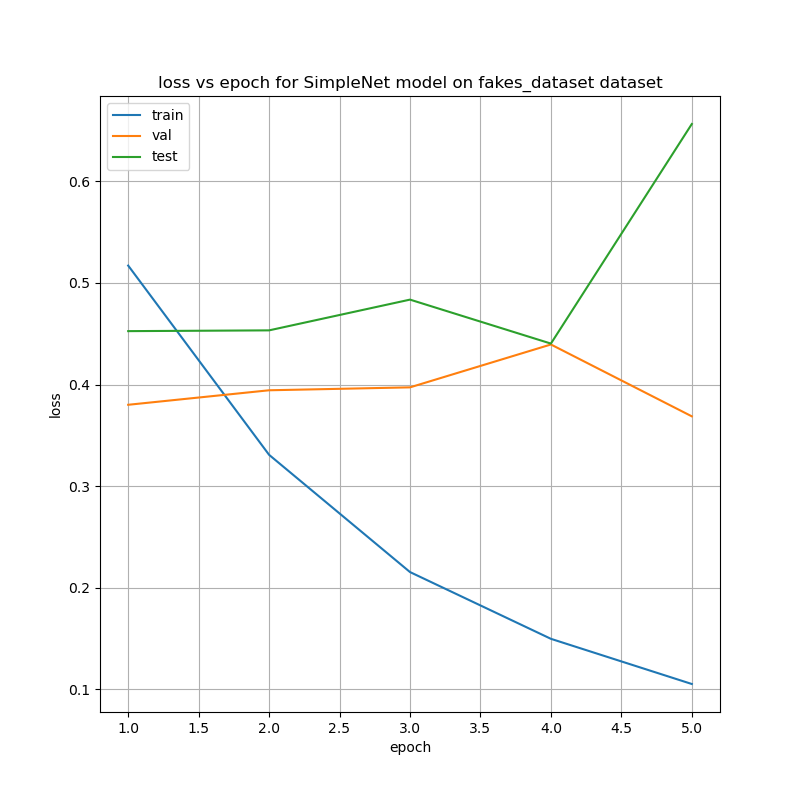 loss vs epoch for SimpleNet model on fakes_dataset dataset
train
val
test
0.6
0.5
0.4
0.3
0.2
0.1
loss
1.0 1.5 2.0 2.5 3.0 3.5 4.0 4.5 5.0
epoch